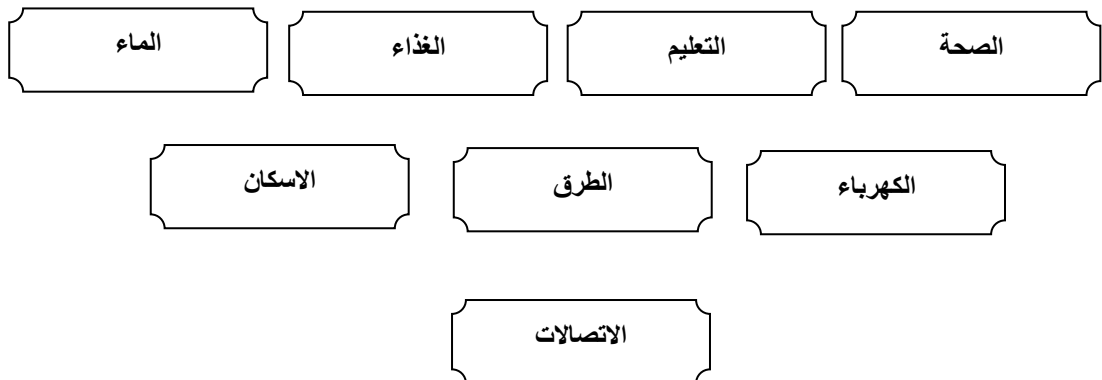 الصحة
التعليم
الغذاء
الماء
الكهرباء
الطرق
الاسكان
الاتصالات